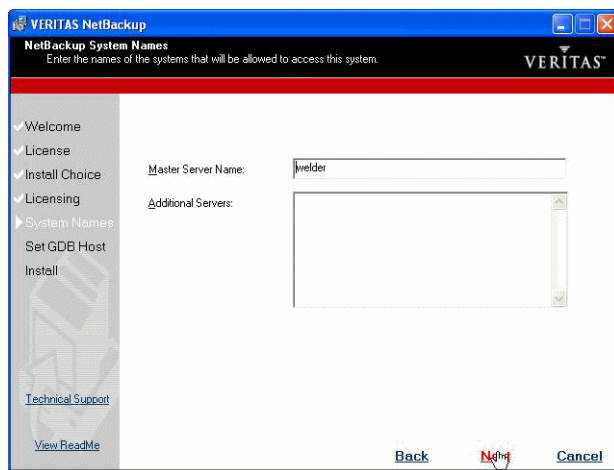 VERITAS NetBackup
NetBackup System Names
Enter the names of the systems that will be allowed to access this system.
VERITAS™
Welcome
License
Install Choice
Licensing
System Names
Set GDB Host
Install
Master Server Name:
welder
Additional Servers:
Technical Support
View ReadMe
Back
Next
Cancel